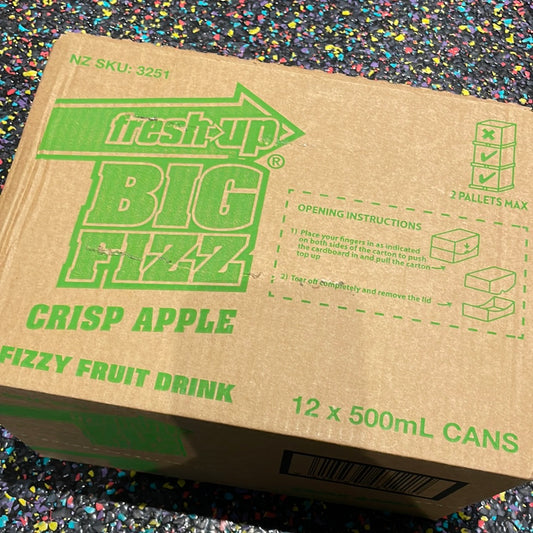 NZ SKU: 3251
fresh-up
BIG
FIZZ
®
CRISP APPLE
FIZZY FRUIT DRINK
2 PALLETS MAX
OPENING INSTRUCTIONS
1) Place your fingers in as indicated
on both sides of the carton to push
the cardboard in and pull the carton
top up
2) Tear off completely and remove the lid
12 x 500mL CANS